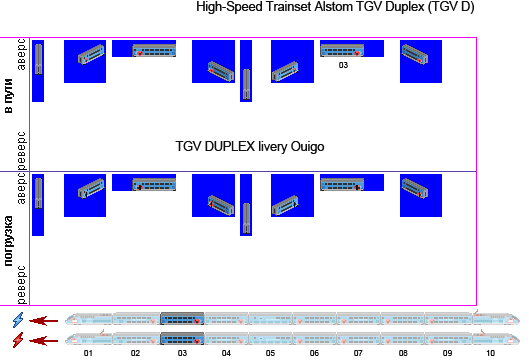 High-Speed Trainset Alstom TGV Duplex (TGV D)
аверс
в пути
03
реверс
TGV DUPLEX livery Ouigo
аверс
погрузка
реверс
01 02 03 04 05 06 07 08 09 10